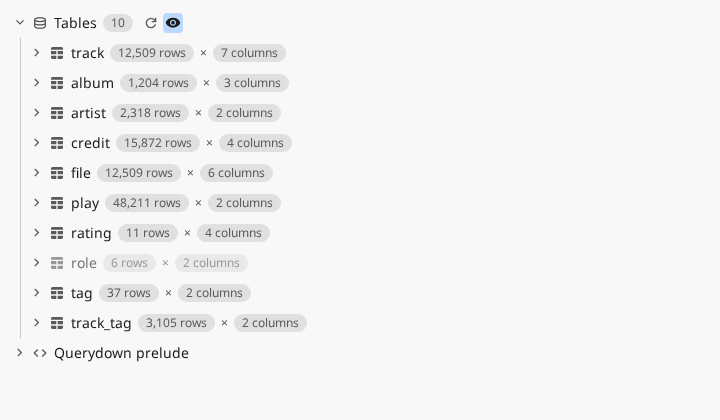 Tables 10
track 12,509 rows × 7 columns
album 1,204 rows × 3 columns
artist 2,318 rows × 2 columns
credit 15,872 rows × 4 columns
file 12,509 rows × 6 columns
play 48,211 rows × 2 columns
rating 11 rows × 4 columns
role 6 rows × 2 columns
tag 37 rows × 2 columns
track_tag 3,105 rows × 2 columns
Querydown prelude